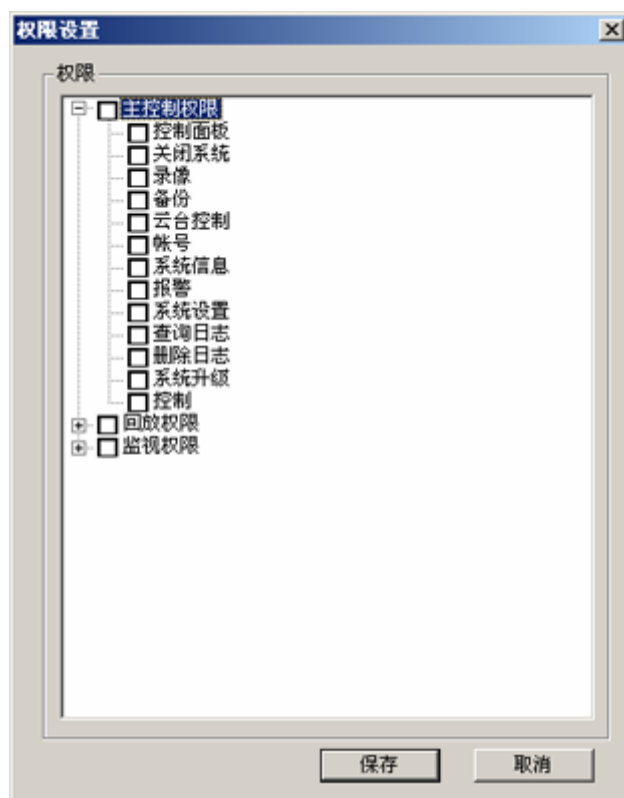 权限设置
权限
主控制权限
控制面板
关闭系统
录像
备份
云台控制
帐号
系统信息
报警
系统设置
查询日志
删除日志
系统升级
控制
回放权限
监视权限
保存 取消